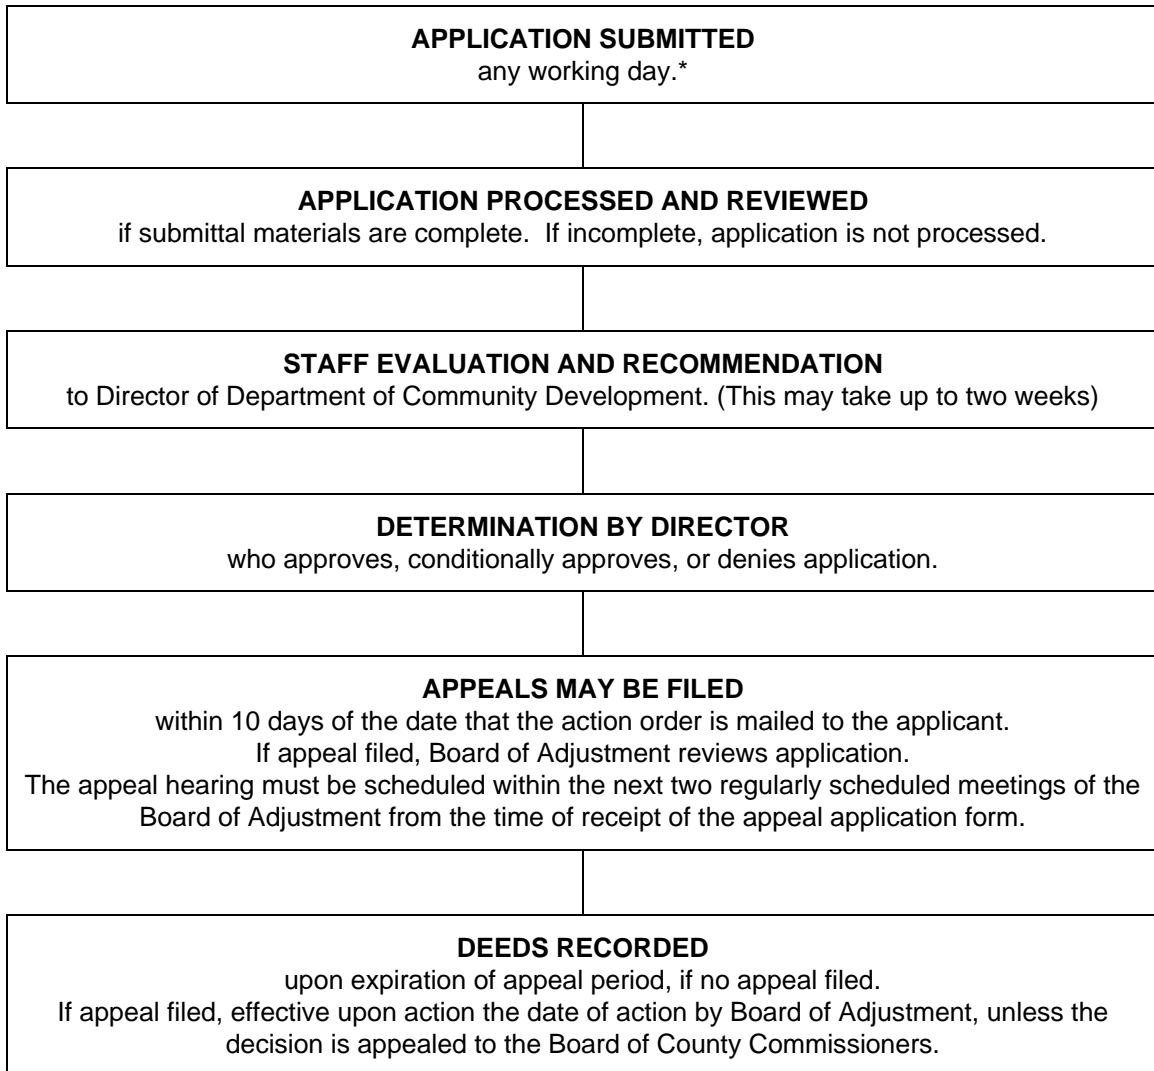 APPLICATION SUBMITTED
any working day.*
APPLICATION PROCESSED AND REVIEWED
if submittal materials are complete.  If incomplete, application is not processed.
STAFF EVALUATION AND RECOMMENDATION
to Director of Department of Community Development. (This may take up to two weeks)
DETERMINATION BY DIRECTOR
who approves, conditionally approves, or denies application.
APPEALS MAY BE FILED
within 10 days of the date that the action order is mailed to the applicant.
If appeal filed, Board of Adjustment reviews application.
The appeal hearing must be scheduled within the next two regularly scheduled meetings of the
Board of Adjustment from the time of receipt of the appeal application form.
DEEDS RECORDED
upon expiration of appeal period, if no appeal filed.
If appeal filed, effective upon action the date of action by Board of Adjustment, unless the
decision is appealed to the Board of County Commissioners.